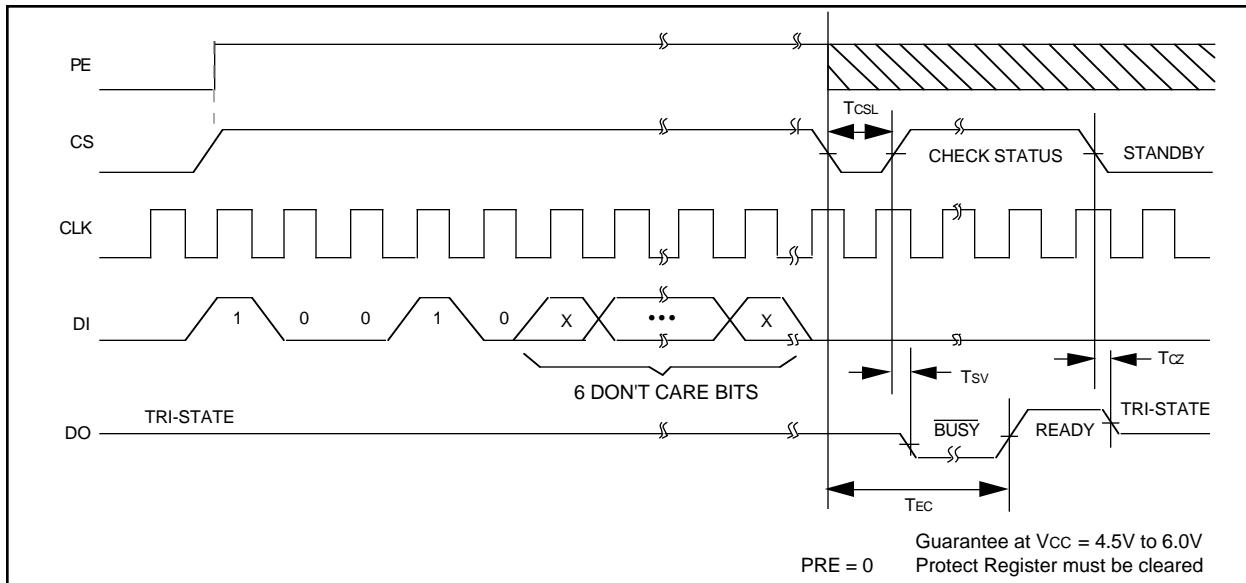 PE
TCSL
CS
CHECK STATUS
STANDBY
CLK
DI
1 0 0 1 0 X ••• X
TCZ
TSV
6 DON'T CARE BITS
TRI-STATE
TRI-STATE
DO
BUSY
READY
TEC
Guarantee at VCC = 4.5V to 6.0V
PRE = 0 Protect Register must be cleared